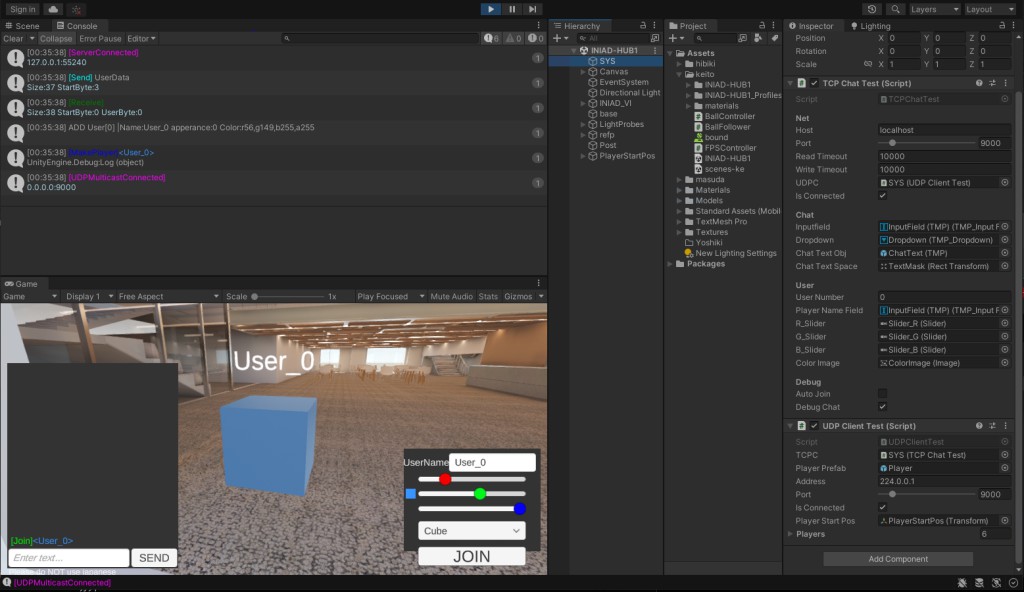 Sign in
Layers
Layout
Scene
Console
Clear
Collapse
Error Pause
Editor
6
0
0
[00:35:38] [ServerConnected]
127.0.0.1:55240
1
[00:35:38] [Send] UserData
Size:37 StartByte:3
1
[00:35:38] [Receive]
Size:38 StartByte:0 UserByte:0
1
[00:35:38] ADD User[0] |Name:User_0 apperance:0 Color:r56,g149,b255,a255
1
[00:35:38] <User_0>
UnityEngine.Debug:Log (object)
1
[00:35:38] [UDPMulticastConnected]
0.0.0.0:9000
1
Game
Game
Display 1
Free Aspect
Scale
1x
Play Focused
Mute Audio
Stats
Gizmos
User_0
UserName
User_0
Cube
JOIN
[Join]<User_0>
Enter text...
SEND
[UDPMulticastConnected]
Hierarchy
All
INIAD-HUB1
SYS
Canvas
EventSystem
Directional Light
INIAD_VI
base
LightProbes
refp
Post
PlayerStartPos
Project
Assets
hibiki
keito
INIAD-HUB1
INIAD-HUB1_Profiles
materials
BallController
BallFollower
bound
FPSController
INIAD-HUB1
scenes-ke
masuda
Materials
Models
Standard Assets (Mobil
TextMesh Pro
Textures
Yoshiki
New Lighting Settings
Packages
Inspector
Lighting
Position X 0 Y 0 Z 0
Rotation X 0 Y 0 Z 0
Scale X 1 Y 1 Z 1
TCP Chat Test (Script)
Script TCPChatTest
Net
Host localhost
Port 9000
Read Timeout 10000
Write Timeout 10000
UDPC SYS (UDP Client Test)
Is Connected
Chat
Inputfield InputField (TMP) (TMP_Input F
Dropdown Dropdown (TMP_Dropdown)
Chat Text Obj ChatText (TMP)
Chat Text Space TextMask (Rect Transform)
User
User Number 0
Player Name Field InputField (TMP) (TMP_Input F
R_Slider Slider_R (Slider)
G_Slider Slider_G (Slider)
B_Slider Slider_B (Slider)
Color Image ColorImage (Image)
Debug
Auto Join
Debug Chat
UDP Client Test (Script)
Script UDPClientTest
TCPC SYS (TCP Chat Test)
Player Prefab Player
Address 224.0.0.1
Port 9000
Is Connected
Player Start Pos PlayerStartPos (Transform)
Players 6
Add Component